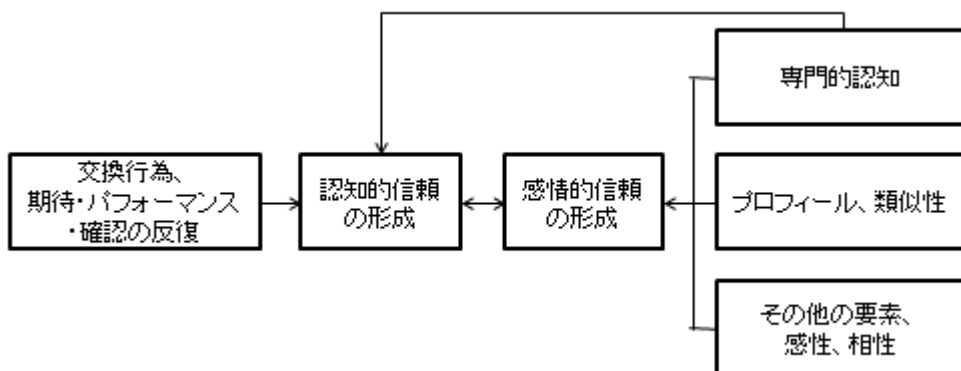 専門的認知
交換行為、
期待・パフォーマンス
・確認の反復
認知的信頼
の形成
感情的信頼
の形成
プロフィール、類似性
その他の要素、
感性、相性